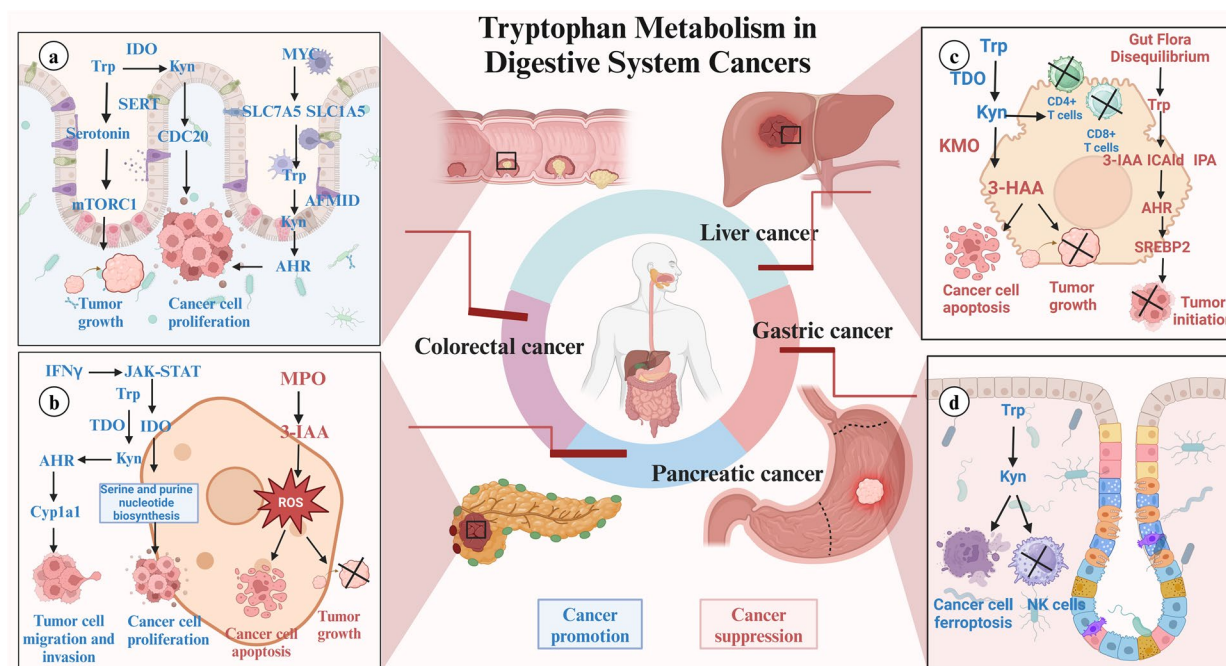 Tryptophan Metabolism in
Digestive System Cancers
a
IDO
Trp
Kyn
SERT
Serotonin
CDC20
mTORC1
Tumor
growth
Cancer cell
proliferation
MYC
SLC7A5 SLC1A5
Trp
AFMID
Kyn
AHR
b
IFNγ
JAK-STAT
Trp
TDO
IDO
AHR
Kyn
Cyp1a1
Serine and purine
nucleotide
biosynthesis
Tumor cell
migration and
invasion
Cancer cell
proliferation
MPO
3-IAA
ROS
Cancer cell
apoptosis
Tumor
growth
Liver cancer
Gastric cancer
Colorectal cancer
Pancreatic cancer
Cancer
promotion
Cancer
suppression
c
Trp
TDO
Kyn
CD4+
T cells
CD8+
T cells
KMO
3-HAA
Cancer cell
apoptosis
Tumor
growth
Gut Flora
Disequilibrium
Trp
3-IAA ICAld IPA
AHR
SREBP2
Tumor
initiation
d
Trp
Kyn
Cancer cell
ferroptosis
NK cells